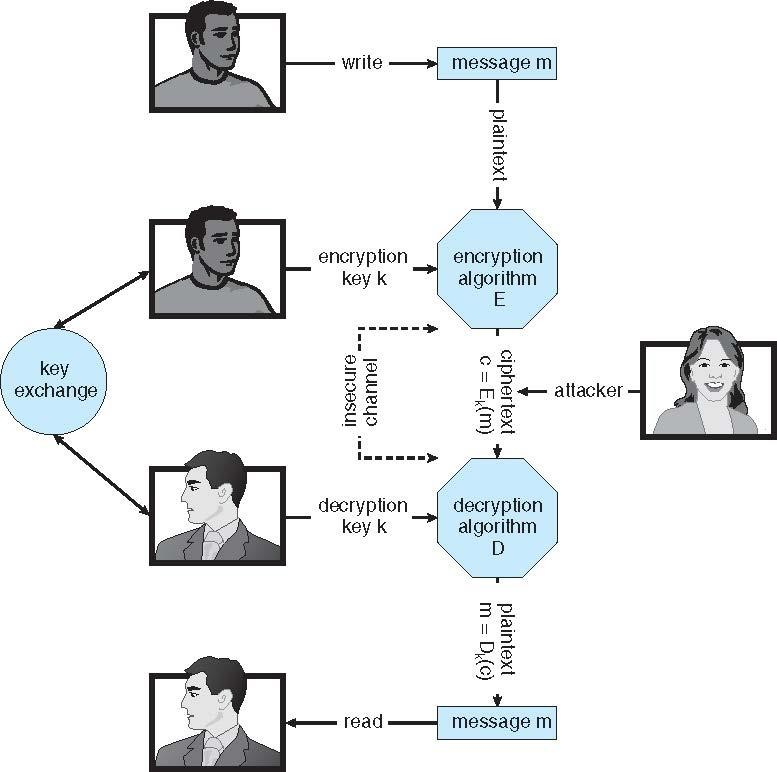 write
message m
plaintext
encryption
key k
encryption
algorithm
E
key
exchange
insecure
channel
ciphertext
c = Eₖ(m)
attacker
decryption
key k
decryption
algorithm
D
plaintext
m = Dₖ(c)
read
message m